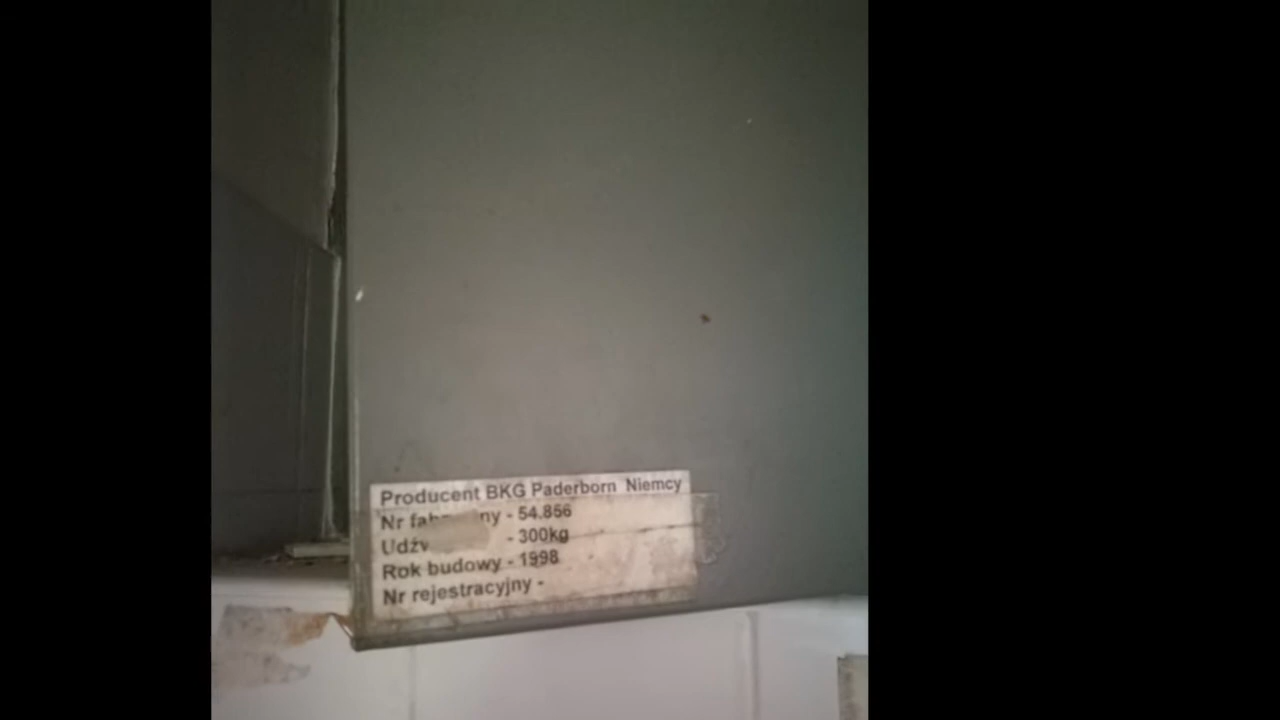 Producent BKG Paderborn Niemcy
Nr - 54.856
- 300kg
Rok budowy - 1998
Nr rejestracyjny -